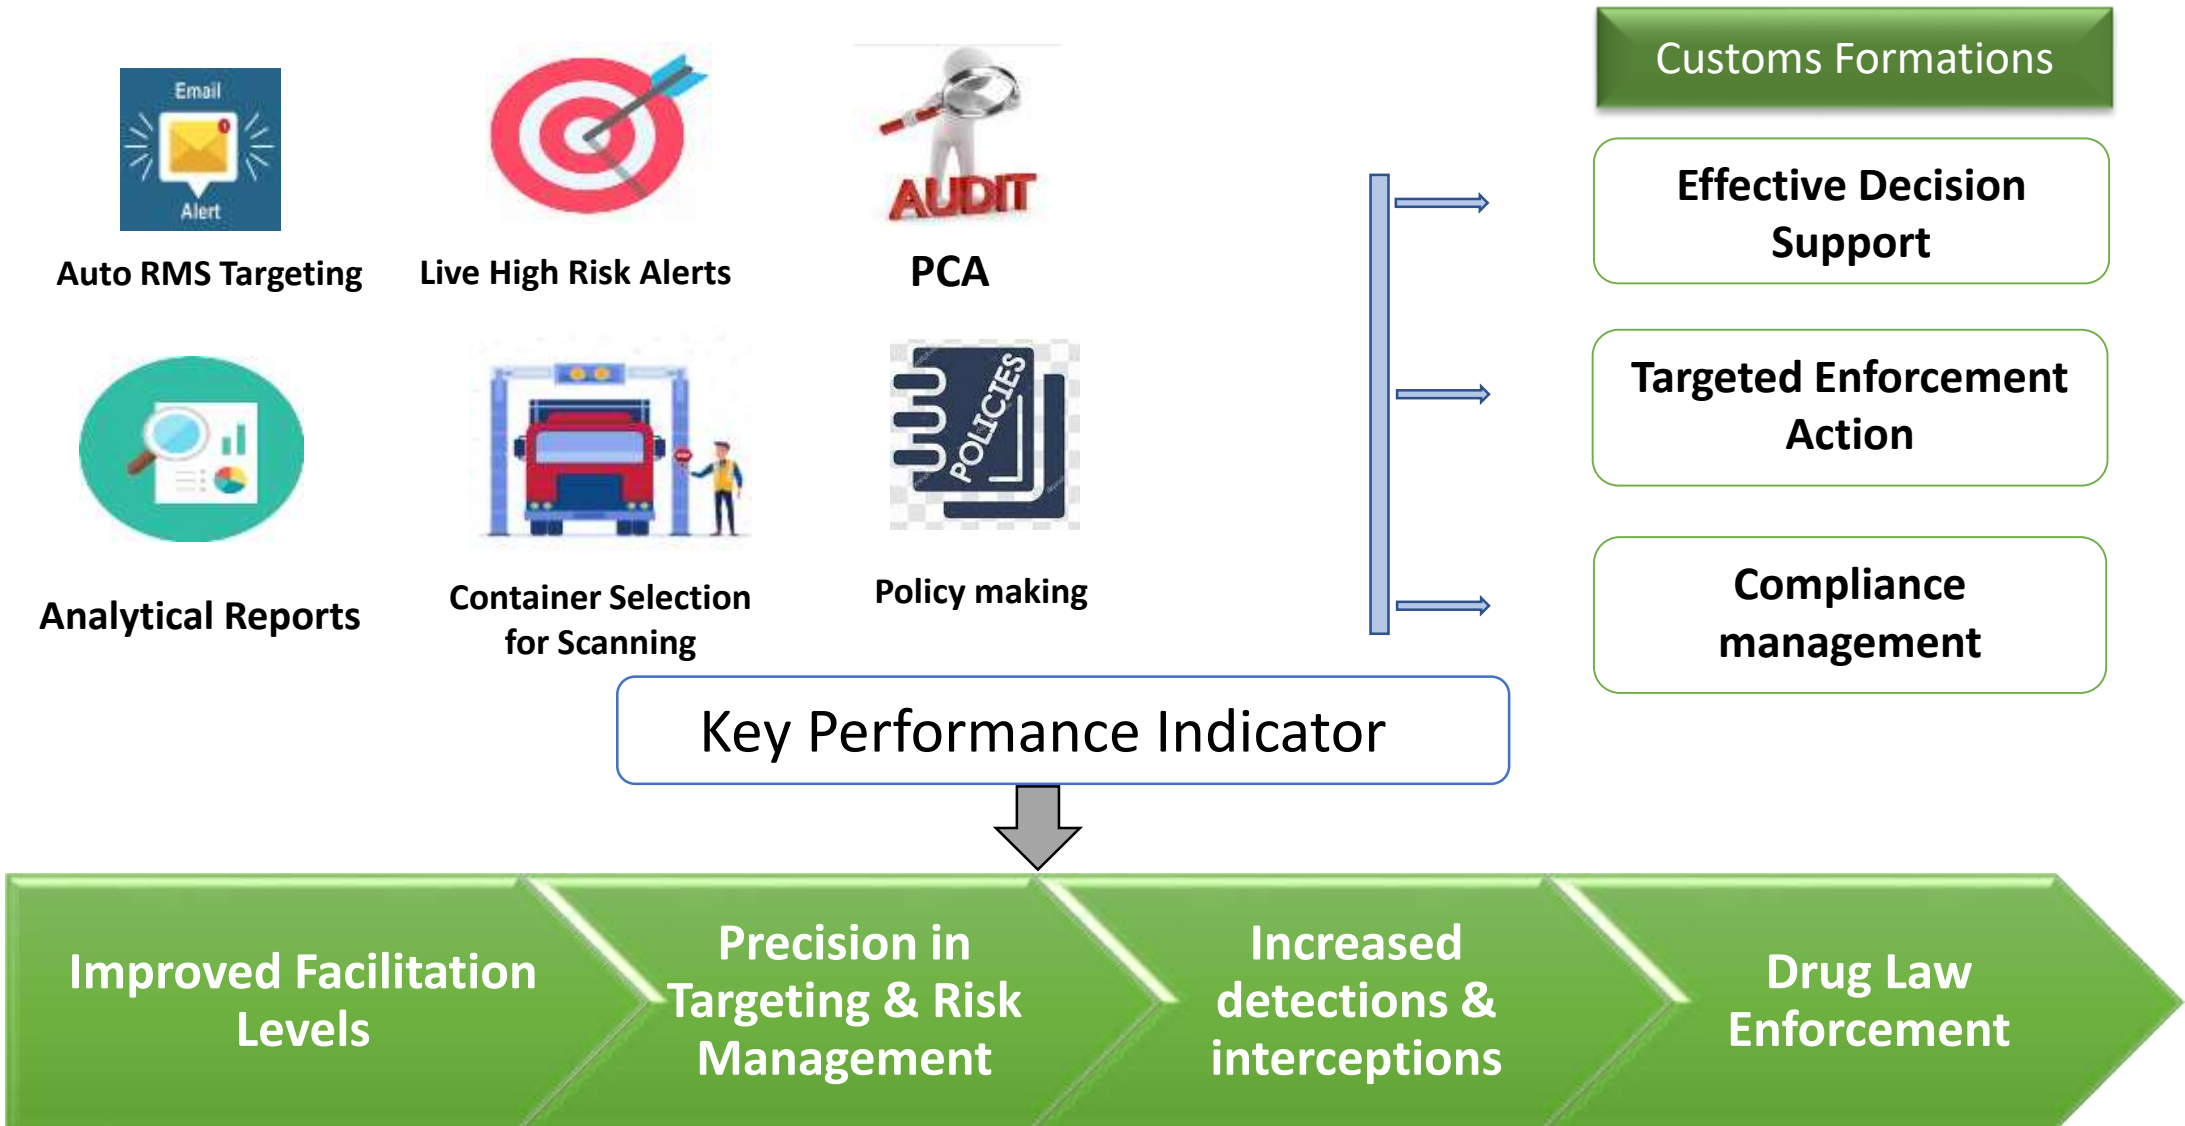 Customs Formations
Email
Alert
AUDIT
Auto RMS Targeting
Live High Risk Alerts
PCA
Effective Decision
Support
POLICIES
Analytical Reports
Container Selection
for Scanning
Policy making
Targeted Enforcement
Action
Compliance
management
Key Performance Indicator
Improved Facilitation
Levels
Precision in
Targeting & Risk
Management
Increased
detections &
interceptions
Drug Law
Enforcement